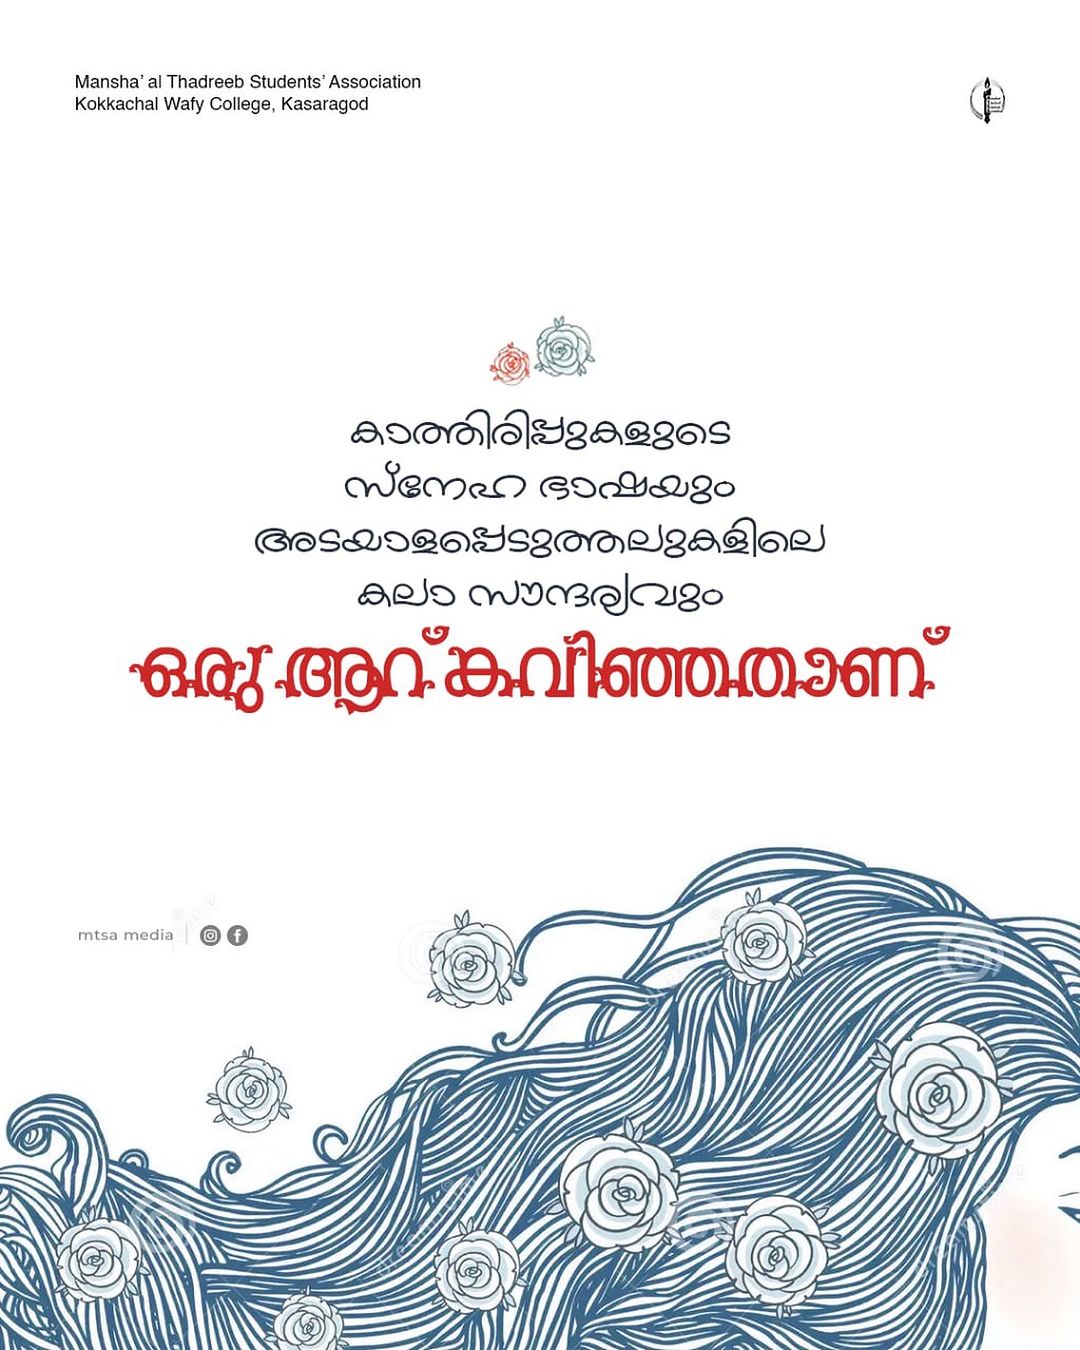 Mansha' al Thadreeb Students' Association
Kokkachal Wafy College, Kasaragod
കാത്തിരിപ്പുകളുടെ
സ്നേഹ ഭാഷയും
അടയാളപ്പെടുത്തലുകളിലെ
കലാ സൗന്ദര്യവും
ഒരു ആറ് കവിഞ്ഞതാണ്
mtsa media